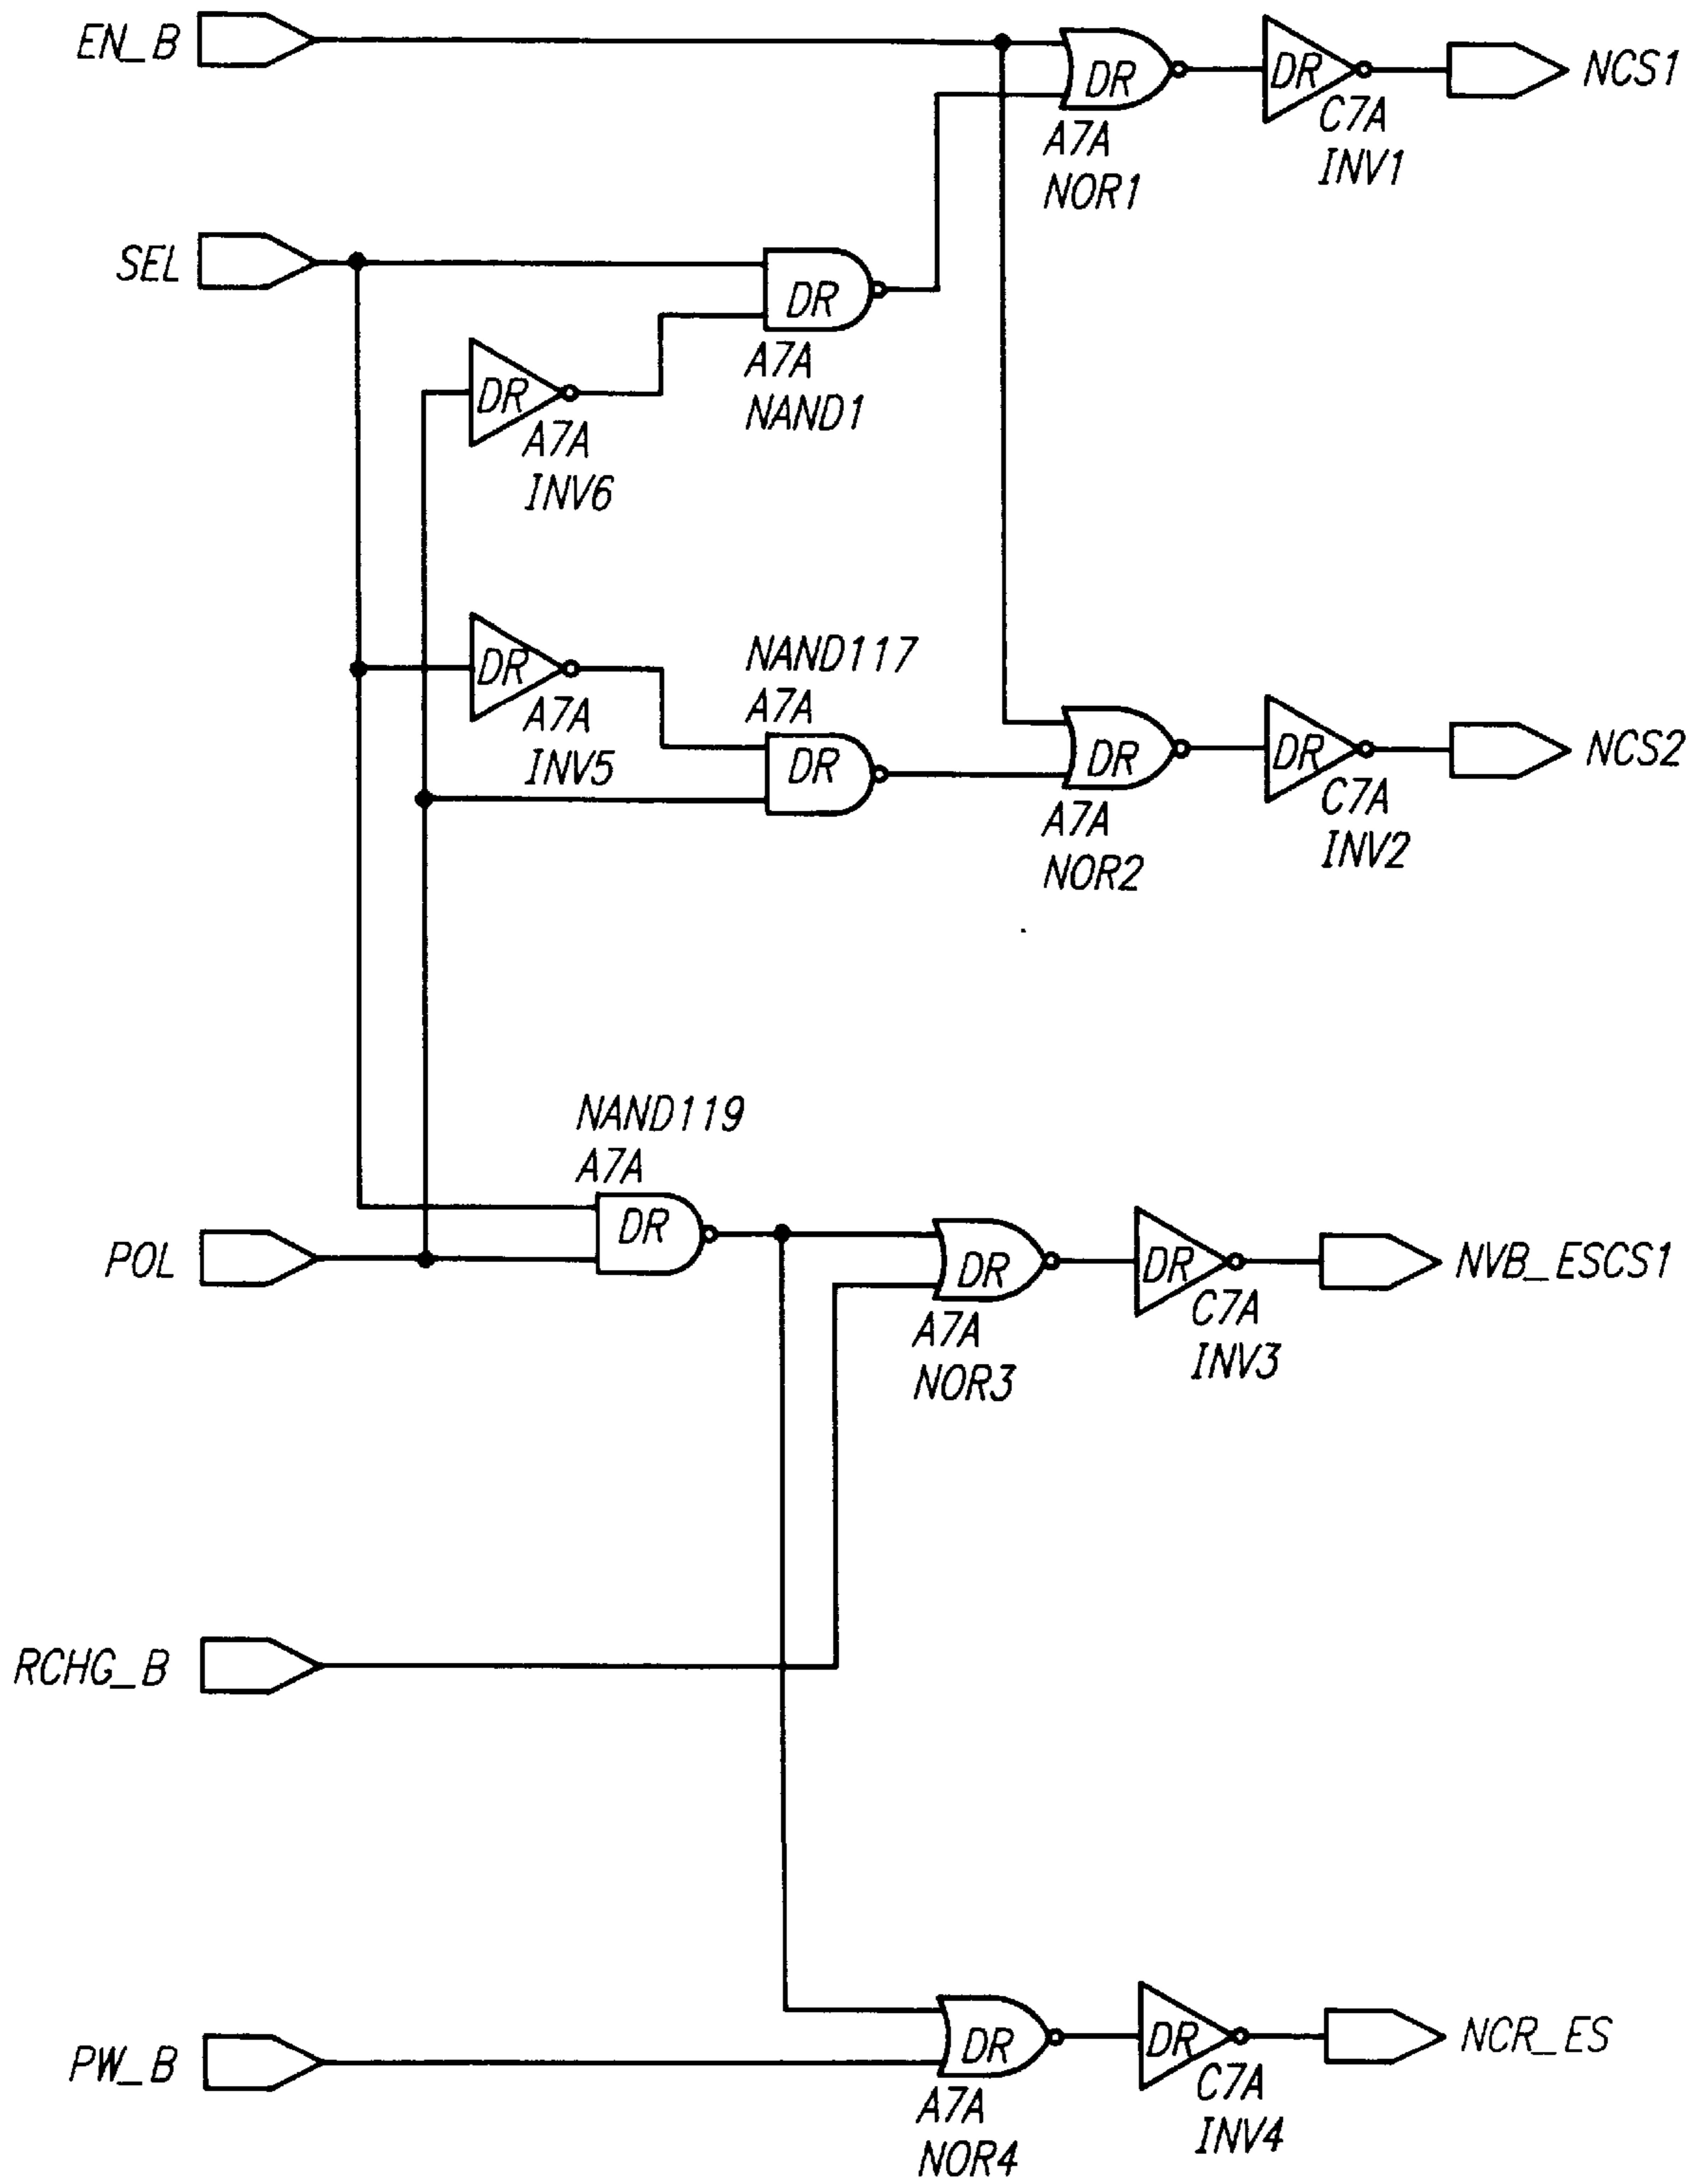 EN_B
DR
DR
NCS1
C7A
INV1
A7A
NOR1
SEL
DR
A7A
NAND1
DR
A7A
INV6
NAND117
A7A
DR
A7A
INV5
DR
DR
DR
NCS2
C7A
INV2
A7A
NOR2
NAND119
A7A
DR
POL
DR
DR
NVB_ESCS1
C7A
INV3
A7A
NOR3
RCHG_B
PW_B
DR
DR
NCR_ES
C7A
INV4
A7A
NOR4